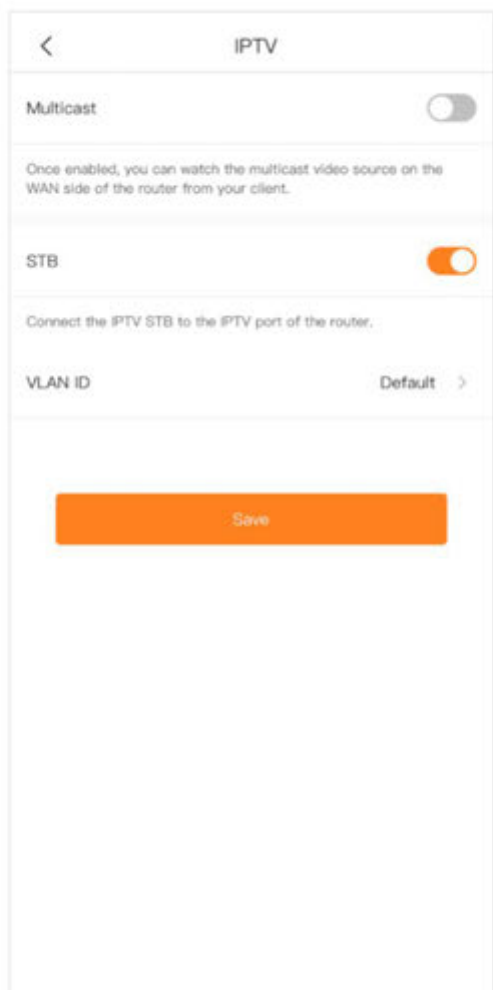 IPTV
Multicast
Once enabled, you can watch the multicast video source on the
WAN side of the router from your client.
STB
Connect the IPTV STB to the IPTV port of the router.
VLAN ID Default
Save